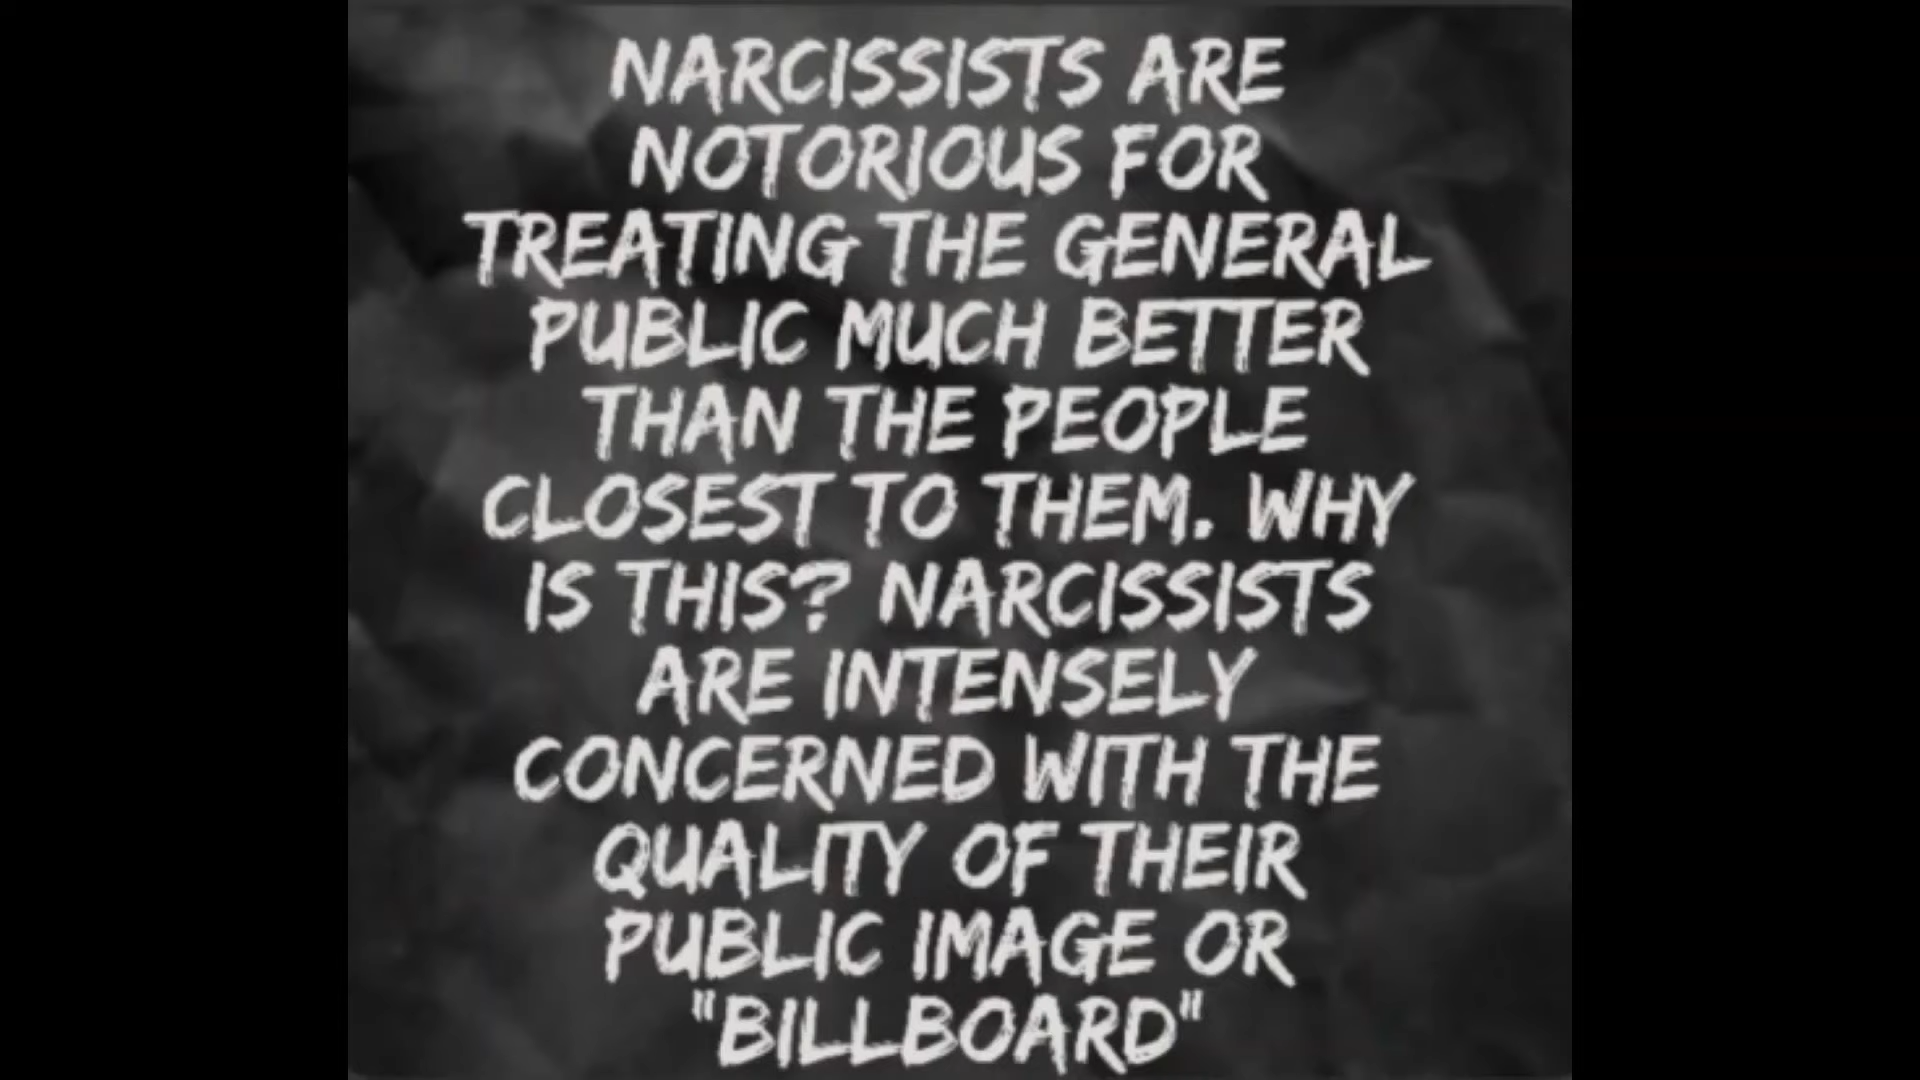 NARCISSISTS ARE
NOTORIOUS FOR
TREATING THE GENERAL
PUBLIC MUCH BETTER
THAN THE PEOPLE
CLOSEST TO THEM. WHY
IS THIS? NARCISSISTS
ARE INTENSELY
CONCERNED WITH THE
QUALITY OF THEIR
PUBLIC IMAGE OR
"BILLBOARD"